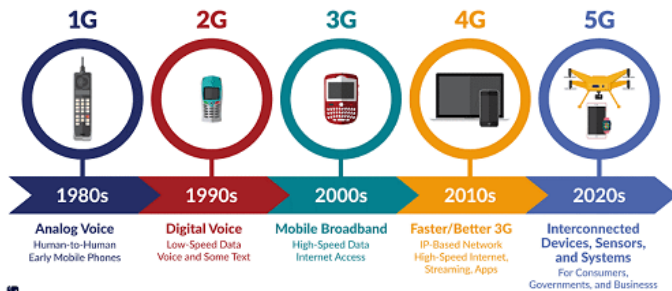 1G
2G
3G
4G
5G
1980s
1990s
2000s
2010s
2020s
Analog Voice
Human-to-Human
Early Mobile Phones
Digital Voice
Low-Speed Data
Voice and Some Text
Mobile Broadband
High-Speed Data
Internet Access
Faster/Better 3G
IP-Based Network
High-Speed Internet,
Streaming, Apps
Interconnected
Devices, Sensors,
and Systems
For Consumers,
Governments, and Businesss